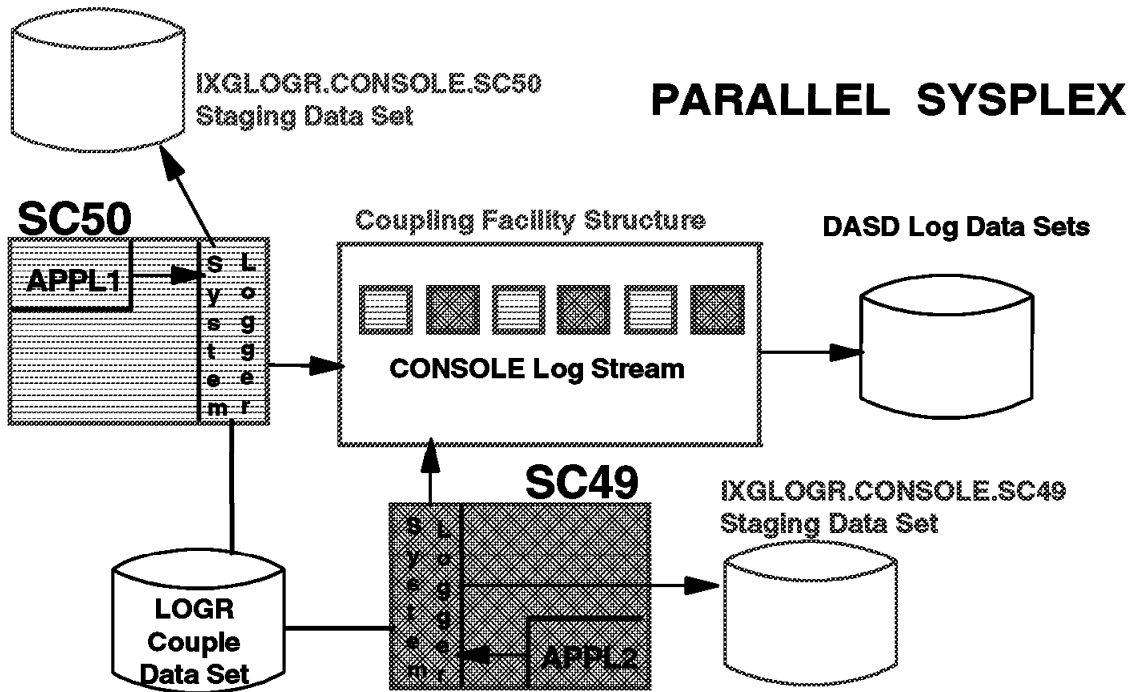 IXGLOGR.CONSOLE.SC50
Staging Data Set
PARALLEL SYSPLEX
SC50
APPL1
System
Logger
Coupling Facility Structure
CONSOLE Log Stream
DASD Log Data Sets
SC49
System
Logger
APPL2
IXGLOGR.CONSOLE.SC49
Staging Data Set
LOGR
Couple
Data Set